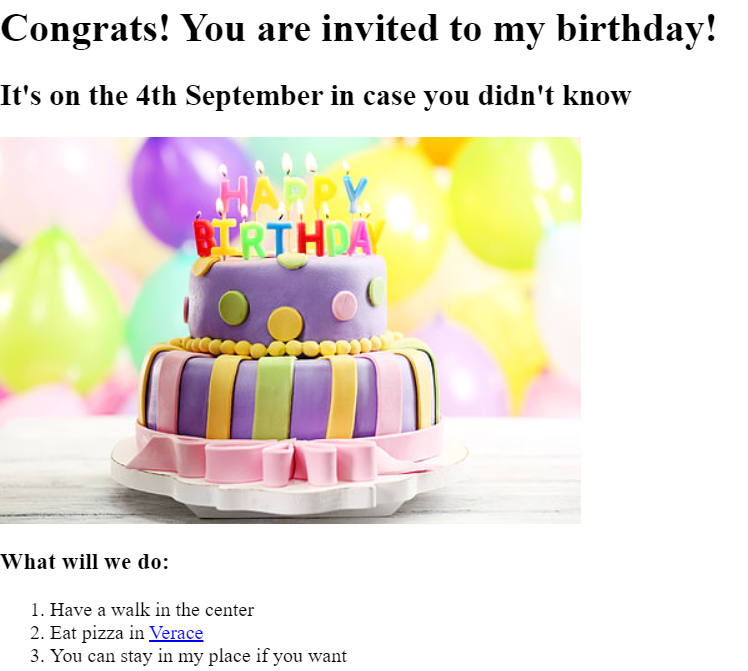 Congrats! You are invited to my birthday!
It's on the 4th September in case you didn't know
HAPPY
BIRTHDAY
What will we do:
1. Have a walk in the center
2. Eat pizza in Verace
3. You can stay in my place if you want